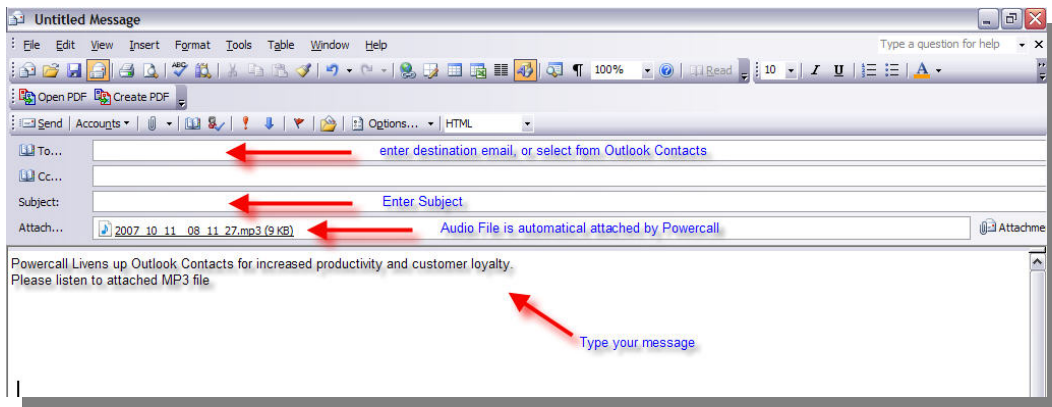 Untitled Message
File Edit View Insert Format Tools Table Window Help Type a question for help
100% Read 10 I U A
Open PDF Create PDF
Send Accounts Options... HTML
To... enter destination email, or select from Outlook Contacts
Cc...
Subject: Enter Subject
Attach... 2007_10_11__08_11_27.mp3 (9 KB) Audio File is automatical attached by Powercall Attachme
Powercall Livens up Outlook Contacts for increased productivity and customer loyalty.
Please listen to attached MP3 file
Type your message